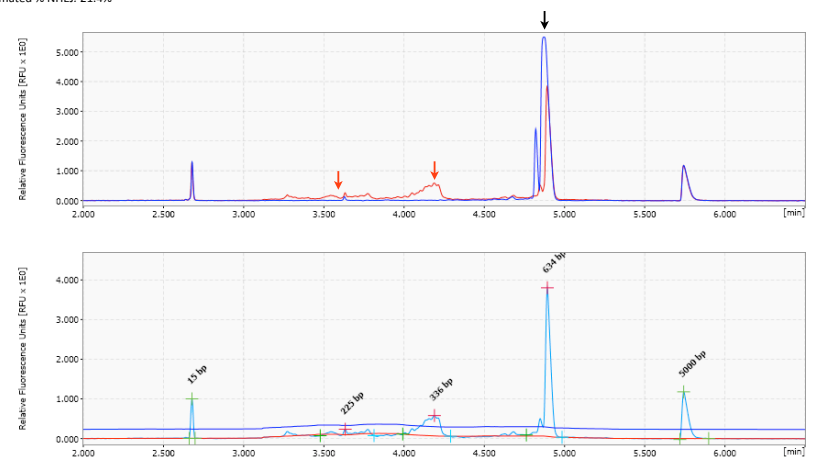 % NHEJ: 21.4%
Relative Fluorescence Units [RFU x 1E0]
5.000
4.000
3.000
2.000
1.000
0.000
2.000 2.500 3.000 3.500 4.000 4.500 5.000 5.500 6.000 [min]
Relative Fluorescence Units [RFU x 1E0]
4.000
3.000
2.000
1.000
0.000
15 bp
225 bp
336 bp
634 bp
5000 bp
2.000 2.500 3.000 3.500 4.000 4.500 5.000 5.500 6.000 [min]